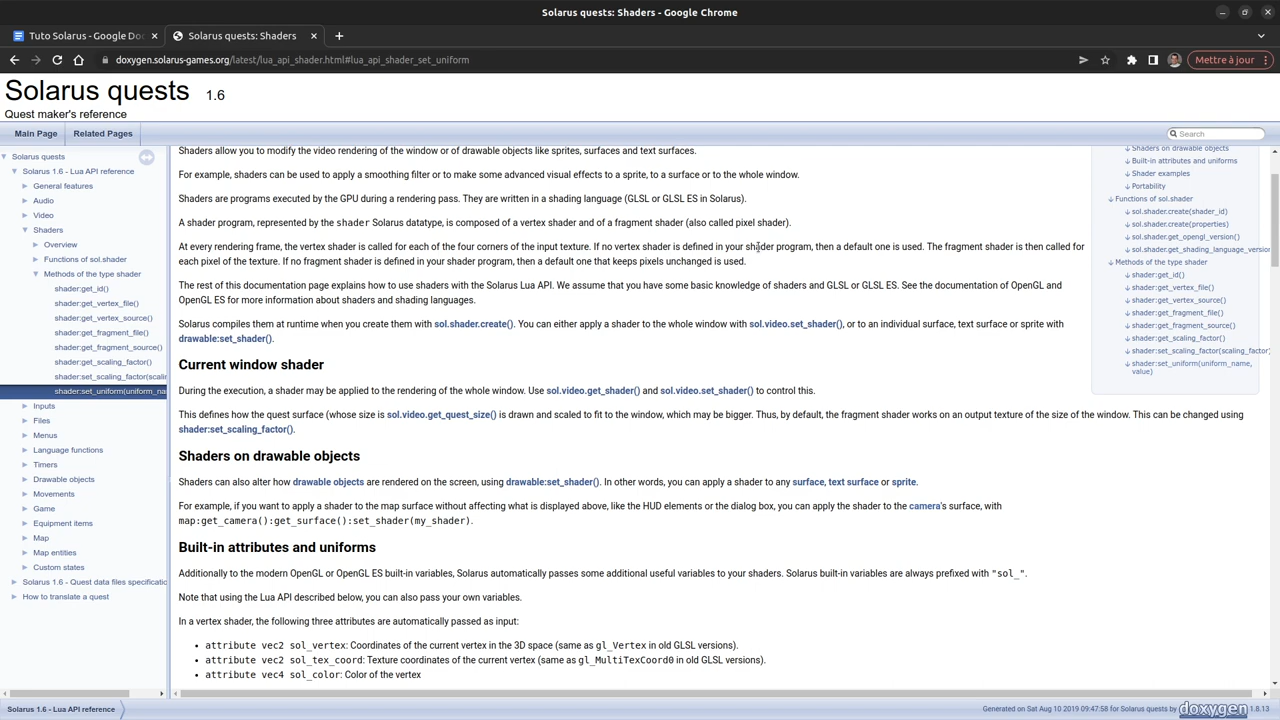 Solarus quests: Shaders - Google Chrome
Tuto Solarus - Google Do
Solarus quests: Shaders
doxygen.solarus-games.org/latest/lua_api_shader.html#lua_api_shader_set_uniform
Mettre à jour
Solarus quests 1.6
Quest maker's reference
Main Page
Related Pages
Search
Solarus quests
Solarus 1.6 - Lua API reference
General features
Audio
Video
Shaders
Overview
Functions of sol.shader
Methods of the type shader
shader:get_id()
shader:get_vertex_file()
shader:get_vertex_source()
shader:get_fragment_file()
shader:get_fragment_source()
shader:get_scaling_factor()
shader:set_scaling_factor(scali
shader:set_uniform(uniform_na
Inputs
Files
Menus
Language functions
Timers
Drawable objects
Movements
Game
Equipment items
Map
Map entities
Custom states
Solarus 1.6 - Quest data files specificatio
How to translate a quest
Shaders allow you to modify the video rendering of the window or of drawable objects like sprites, surfaces and text surfaces.
For example, shaders can be used to apply a smoothing filter or to make some advanced visual effects to a sprite, to a surface or to the whole window.
Shaders are programs executed by the GPU during a rendering pass. They are written in a shading language (GLSL or GLSL ES in Solarus).
A shader program, represented by the shader Solarus datatype, is composed of a vertex shader and of a fragment shader (also called pixel shader).
At every rendering frame, the vertex shader is called for each of the four corners of the input texture. If no vertex shader is defined in your shader program, then a default one is used. The fragment shader is then called for
each pixel of the texture. If no fragment shader is defined in your shader program, then a default one that keeps pixels unchanged is used.
The rest of this documentation page explains how to use shaders with the Solarus Lua API. We assume that you have some basic knowledge of shaders and GLSL or GLSL ES. See the documentation of OpenGL and
OpenGL ES for more information about shaders and shading languages.
Solarus compiles them at runtime when you create them with sol.shader.create(). You can either apply a shader to the whole window with sol.video.set_shader(), or to an individual surface, text surface or sprite with
drawable:set_shader().
Current window shader
During the execution, a shader may be applied to the rendering of the whole window. Use sol.video.get_shader() and sol.video.set_shader() to control this.
This defines how the quest surface (whose size is sol.video.get_quest_size() is drawn and scaled to fit to the window, which may be bigger. Thus, by default, the fragment shader works on an output texture of the size of the window. This can be changed using
shader:set_scaling_factor().
Shaders on drawable objects
Shaders can also alter how drawable objects are rendered on the screen, using drawable:set_shader(). In other words, you can apply a shader to any surface, text surface or sprite.
For example, if you want to apply a shader to the map surface without affecting what is displayed above, like the HUD elements or the dialog box, you can apply the shader to the camera's surface, with
map:get_camera():get_surface():set_shader(my_shader).
Built-in attributes and uniforms
Additionally to the modern OpenGL or OpenGL ES built-in variables, Solarus automatically passes some additional useful variables to your shaders. Solarus built-in variables are always prefixed with "sol_".
Note that using the Lua API described below, you can also pass your own variables.
In a vertex shader, the following three attributes are automatically passed as input:
• attribute vec2 sol_vertex: Coordinates of the current vertex in the 3D space (same as gl_Vertex in old GLSL versions).
• attribute vec2 sol_tex_coord: Texture coordinates of the current vertex (same as gl_MultiTexCoord0 in old GLSL versions).
• attribute vec4 sol_color: Color of the vertex
Shaders on drawable objects
Built-in attributes and uniforms
Shader examples
Portability
Functions of sol.shader
sol.shader.create(shader_id)
sol.shader.create(properties)
sol.shader.get_opengl_version()
sol.shader.get_shading_language_version
Methods of the type shader
shader:get_id()
shader:get_vertex_file()
shader:get_vertex_source()
shader:get_fragment_file()
shader:get_fragment_source()
shader:get_scaling_factor()
shader:set_scaling_factor(scaling_factor)
shader:set_uniform(uniform_name,
value)
Solarus 1.6 - Lua API reference
Generated on Sat Aug 10 2019 09:47:58 for Solarus quests by doxygen 1.8.13